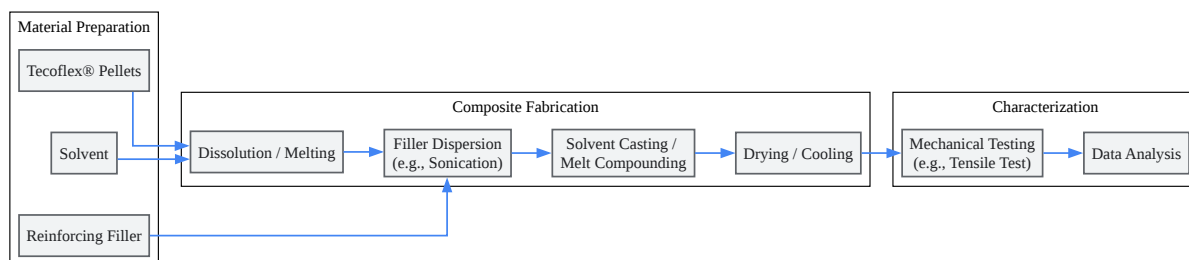 Material Preparation
Tecoflex® Pellets
Solvent
Reinforcing Filler
Composite Fabrication
Dissolution / Melting
Filler Dispersion
(e.g., Sonication)
Solvent Casting /
Melt Compounding
Drying / Cooling
Characterization
Mechanical Testing
(e.g., Tensile Test)
Data Analysis